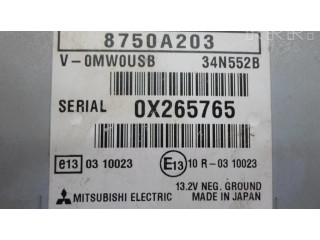 8750A203
V-0MW0USB 34N552B
SERIAL 0X265765
e13 03 10023 E13 10 R-03 10023
13.2V NEG. GROUND
MITSUBISHI ELECTRIC MADE IN JAPAN